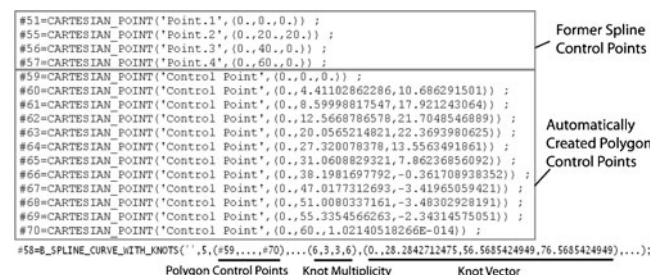 #51=CARTESIAN_POINT('Point.1',(0.,0.,0.)) ;
#55=CARTESIAN_POINT('Point.2',(0.,20.,20.)) ;
#56=CARTESIAN_POINT('Point.3',(0.,40.,0.)) ;
#57=CARTESIAN_POINT('Point.4',(0.,60.,0.)) ;
Former Spline
Control Points
#59=CARTESIAN_POINT('Control Point',(0.,0.,0.)) ;
#60=CARTESIAN_POINT('Control Point',(0.,4.41102862286,10.686291501)) ;
#61=CARTESIAN_POINT('Control Point',(0.,8.59998817547,17.921243064)) ;
#62=CARTESIAN_POINT('Control Point',(0.,12.5668786578,21.7048546889)) ;
#63=CARTESIAN_POINT('Control Point',(0.,20.0565214821,22.3693980625)) ;
#64=CARTESIAN_POINT('Control Point',(0.,27.320078378,13.5563491861)) ;
#65=CARTESIAN_POINT('Control Point',(0.,31.0608829321,7.86236856092)) ;
#66=CARTESIAN_POINT('Control Point',(0.,38.1981697792,-0.361708938352)) ;
#67=CARTESIAN_POINT('Control Point',(0.,47.0177312693,-3.41965059421)) ;
#68=CARTESIAN_POINT('Control Point',(0.,51.0080337161,-3.48302928191)) ;
#69=CARTESIAN_POINT('Control Point',(0.,55.3354566263,-2.34314575051)) ;
#70=CARTESIAN_POINT('Control Point',(0.,60.,1.02140518266E-014)) ;
Automatically
Created Polygon
Control Points
#58=B_SPLINE_CURVE_WITH_KNOTS('',5,(#59,...,#70),...(6,3,3,6),(0.,28.2842712475,56.5685424949,76.5685424949),...);
Polygon Control Points Knot Multiplicity Knot Vector